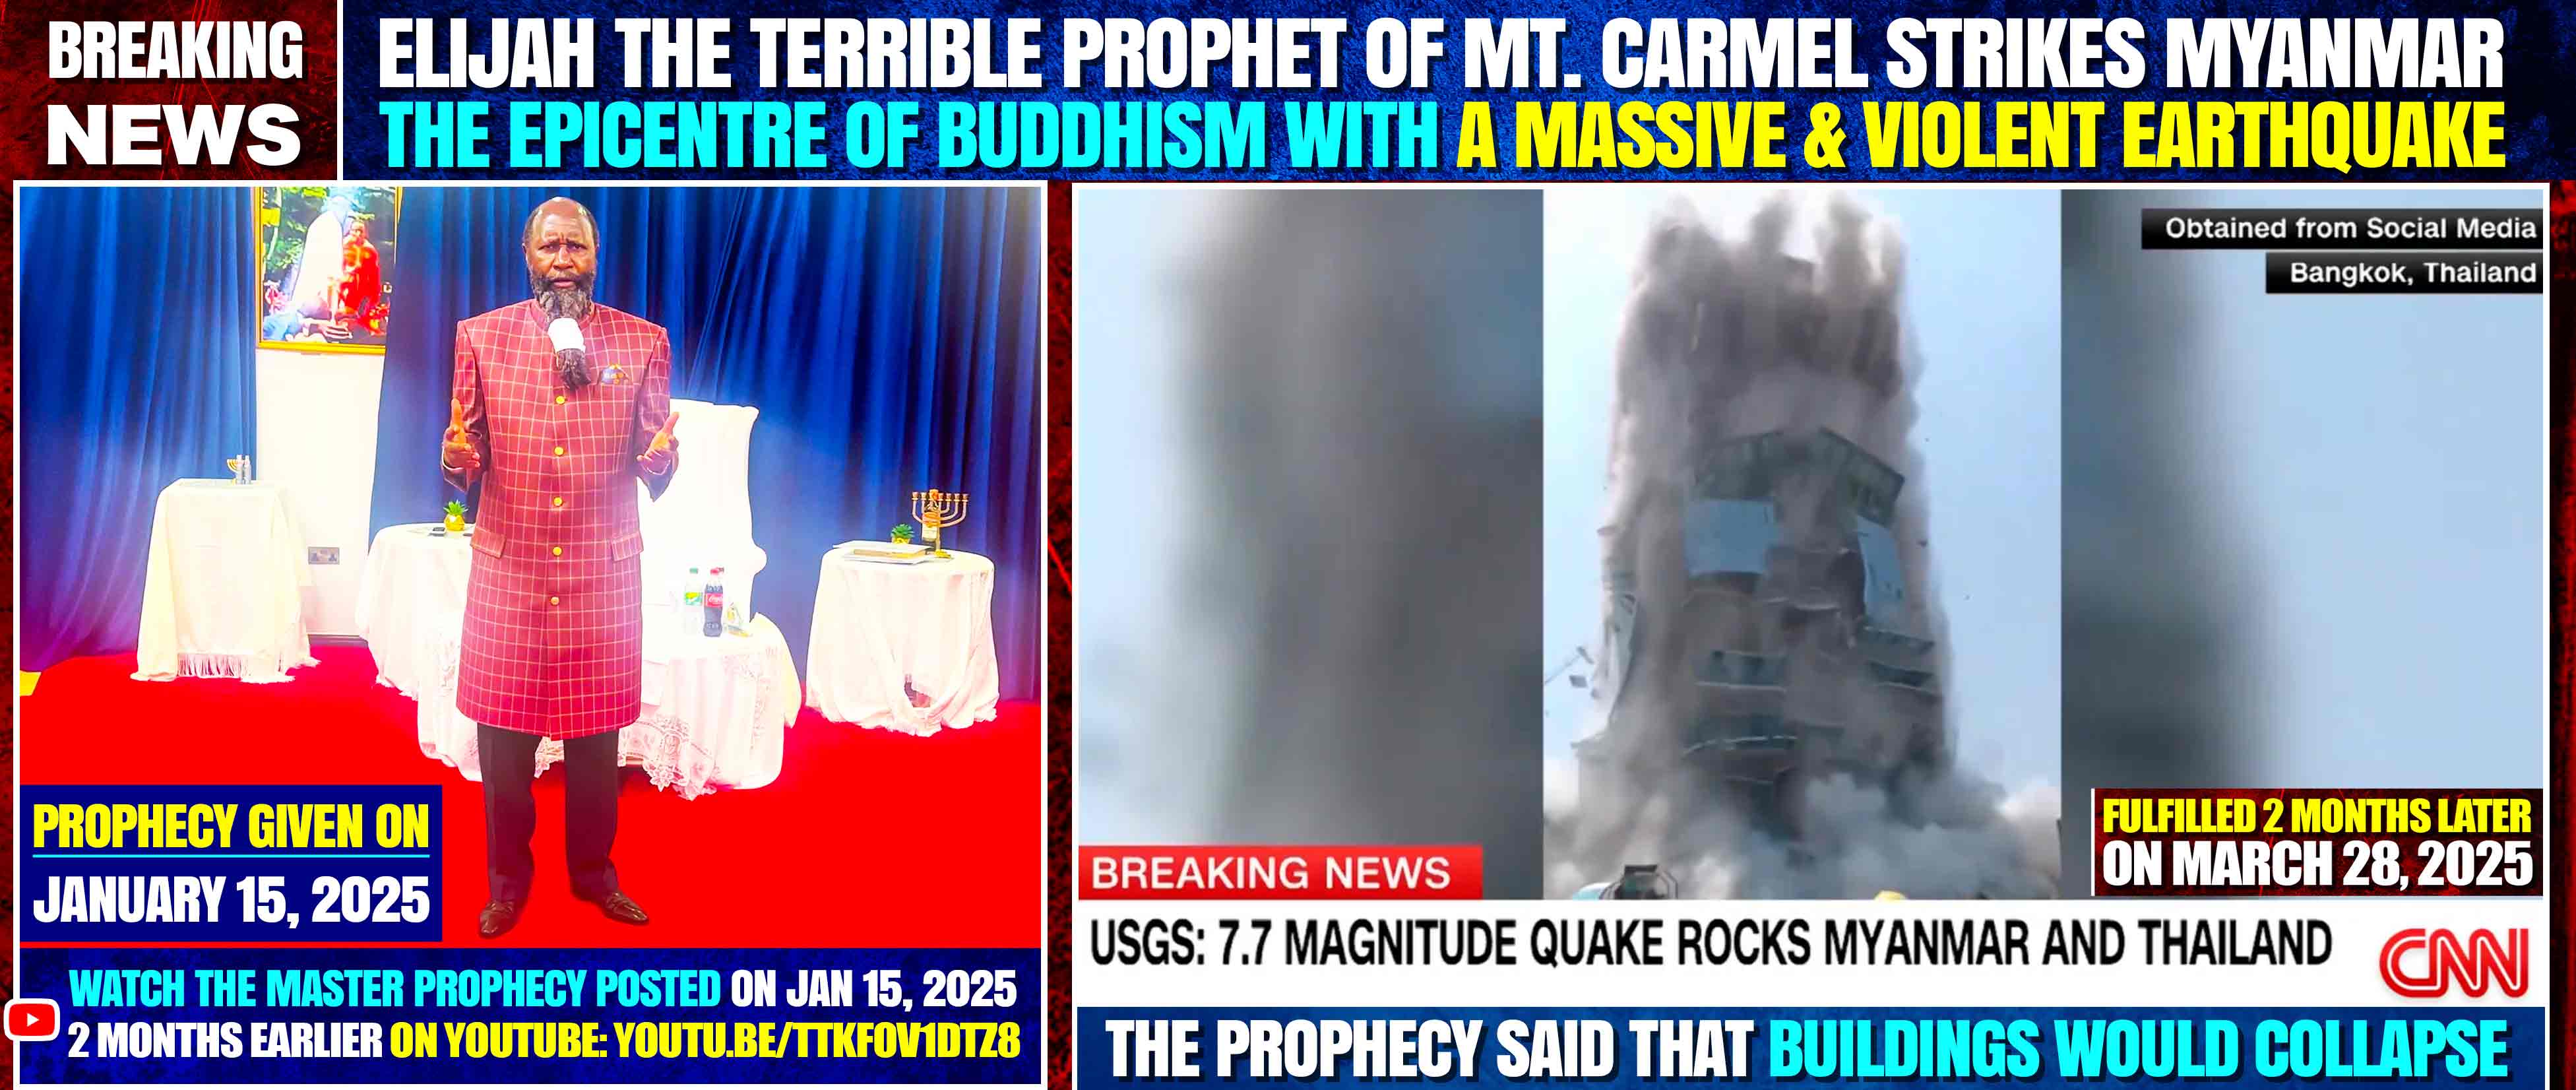 BREAKING
NEWS
ELIJAH THE TERRIBLE PROPHET OF MT. CARMEL STRIKES MYANMAR
THE EPICENTRE OF BUDDHISM WITH A MASSIVE & VIOLENT EARTHQUAKE
PROPHECY GIVEN ON
JANUARY 15, 2025
WATCH THE MASTER PROPHECY POSTED ON JAN 15, 2025
2 MONTHS EARLIER ON YOUTUBE: YOUTU.BE/TTKFOV1DTZ8
Obtained from Social Media
Bangkok, Thailand
FULFILLED 2 MONTHS LATER
ON MARCH 28, 2025
BREAKING NEWS
USGS: 7.7 MAGNITUDE QUAKE ROCKS MYANMAR AND THAILAND
CNN
THE PROPHECY SAID THAT BUILDINGS WOULD COLLAPSE